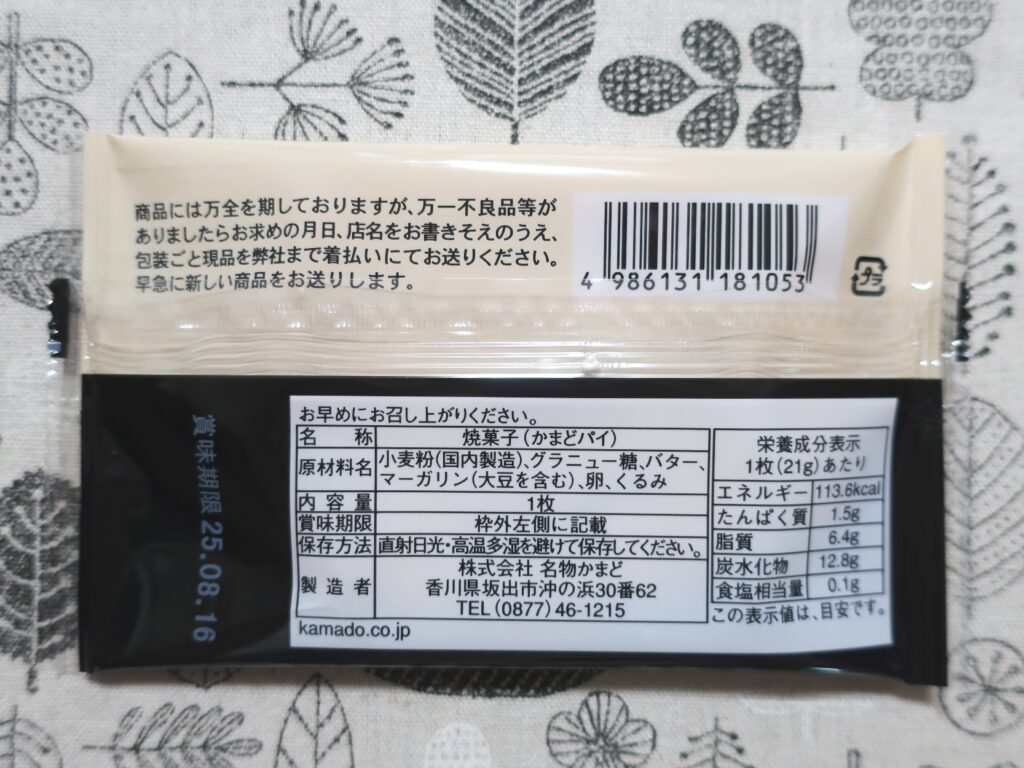 商品には万全を期しておりますが、万一不良品等が
ありましたらお求めの月日、店名をお書きそえのうえ、
包装ごと現品を弊社まで着払いにてお送りください。
早急に新しい商品をお送りします。
4 986131 181053
プラ
賞味期限 25.08.16
お早めにお召し上がりください。
名 称 焼菓子(かまどパイ)
原材料名 小麦粉(国内製造)、グラニュー糖、バター、
マーガリン(大豆を含む)、卵、くるみ
内容量 1枚
賞味期限 枠外左側に記載
保存方法 直射日光・高温多湿を避けて保存してください。
製造者 株式会社 名物かまど
香川県坂出市沖の浜30番62
TEL(0877)46-1215
kamado.co.jp
栄養成分表示
1枚(21g)あたり
エネルギー 113.6kcal
たんぱく質 1.5g
脂質 6.4g
炭水化物 12.8g
食塩相当量 0.1g
この表示値は、目安です。